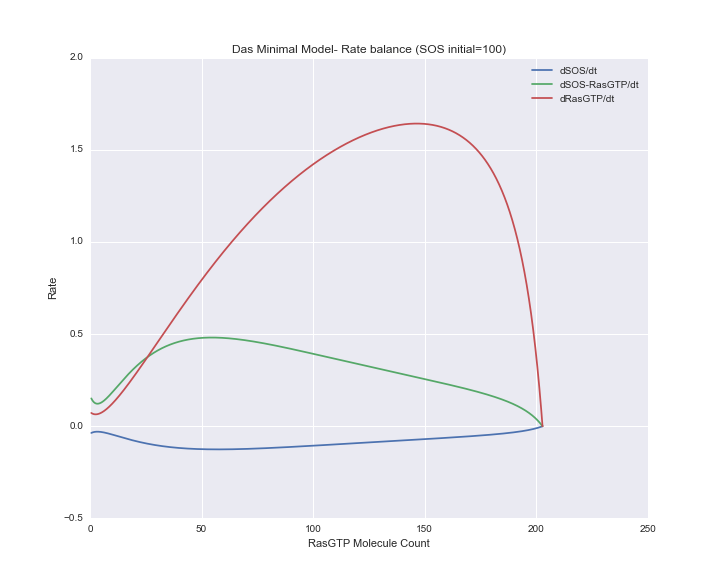 Das Minimal Model- Rate balance (SOS initial=100)
dSOS/dt
dSOS-RasGTP/dt
dRasGTP/dt
2.0
1.5
1.0
0.5
0.0
−0.5
Rate
0 50 100 150 200 250
RasGTP Molecule Count